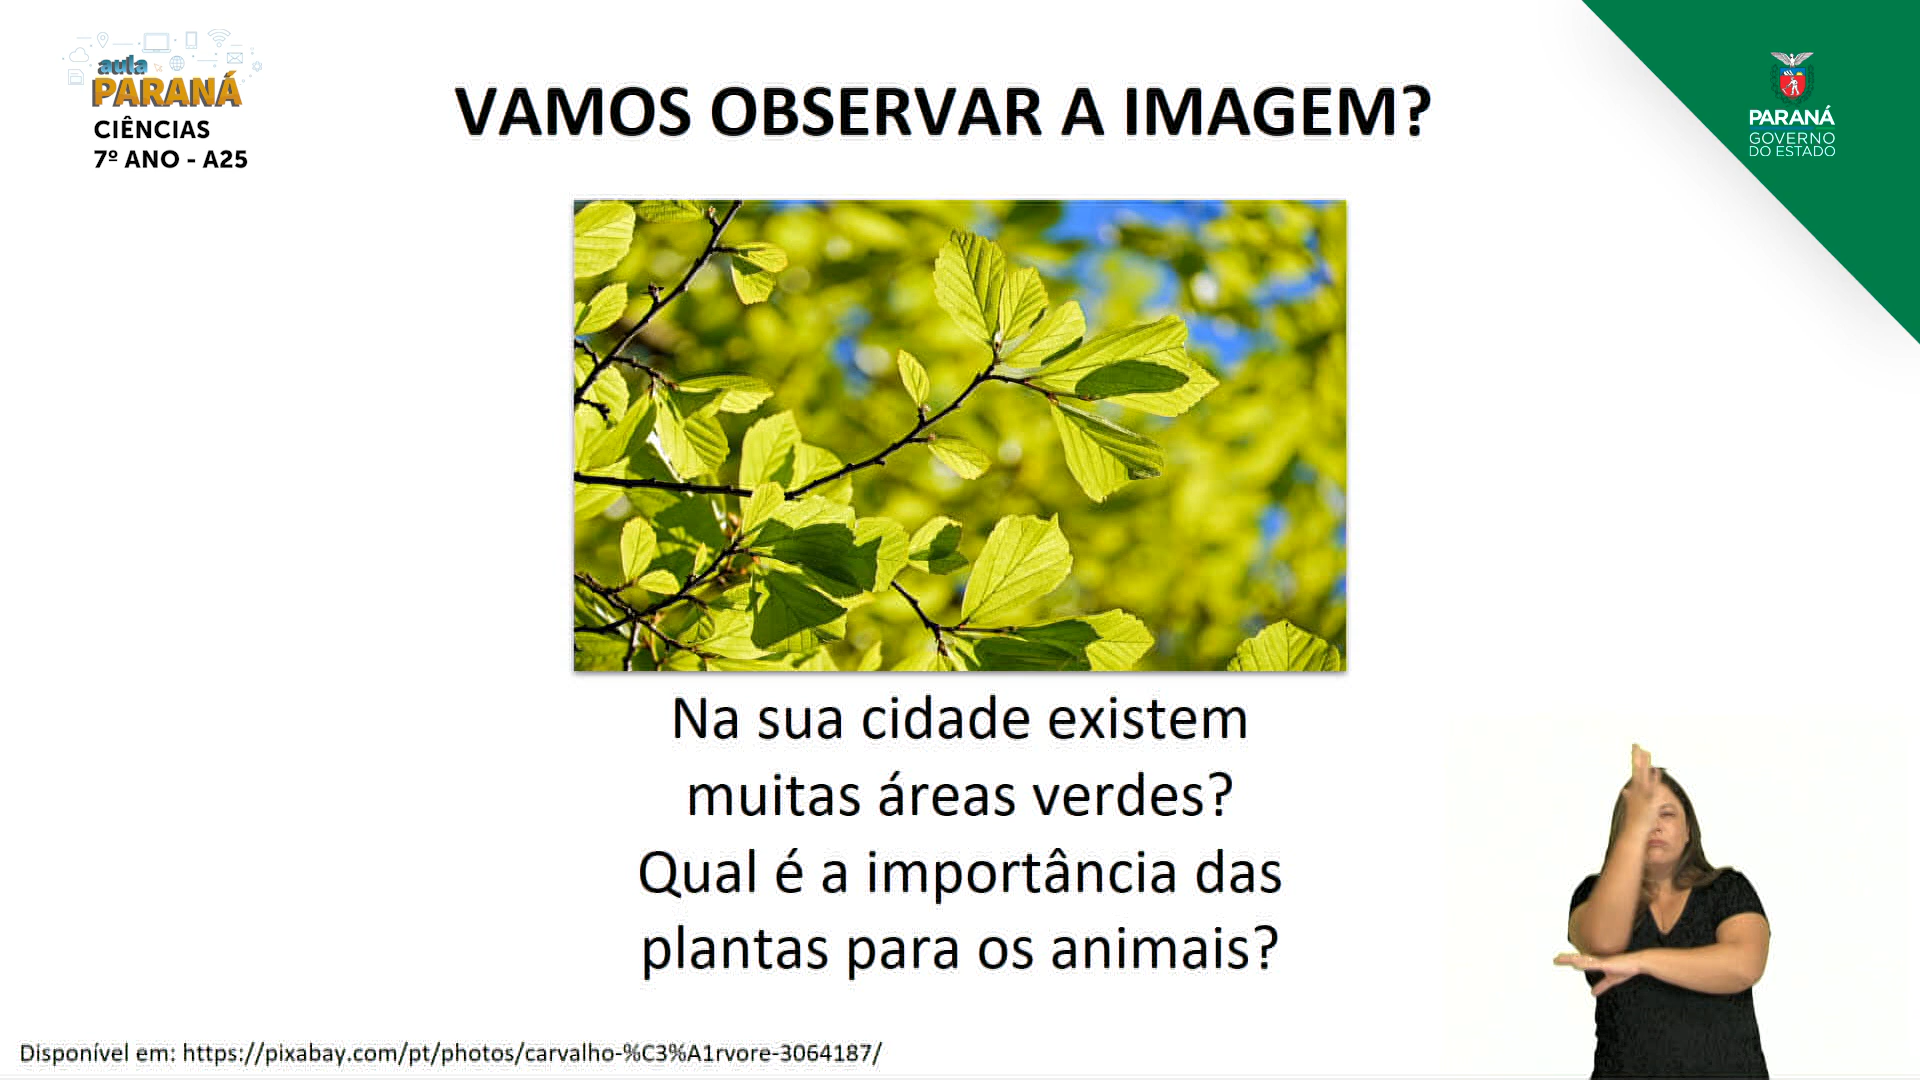 aula
PARANÁ
CIÊNCIAS
7º ANO - A25
VAMOS OBSERVAR A IMAGEM?
PARANÁ
GOVERNO
DO ESTADO
Na sua cidade existem
muitas áreas verdes?
Qual é a importância das
plantas para os animais?
Disponível em: https://pixabay.com/pt/photos/carvalho-%C3%A1rvore-3064187/